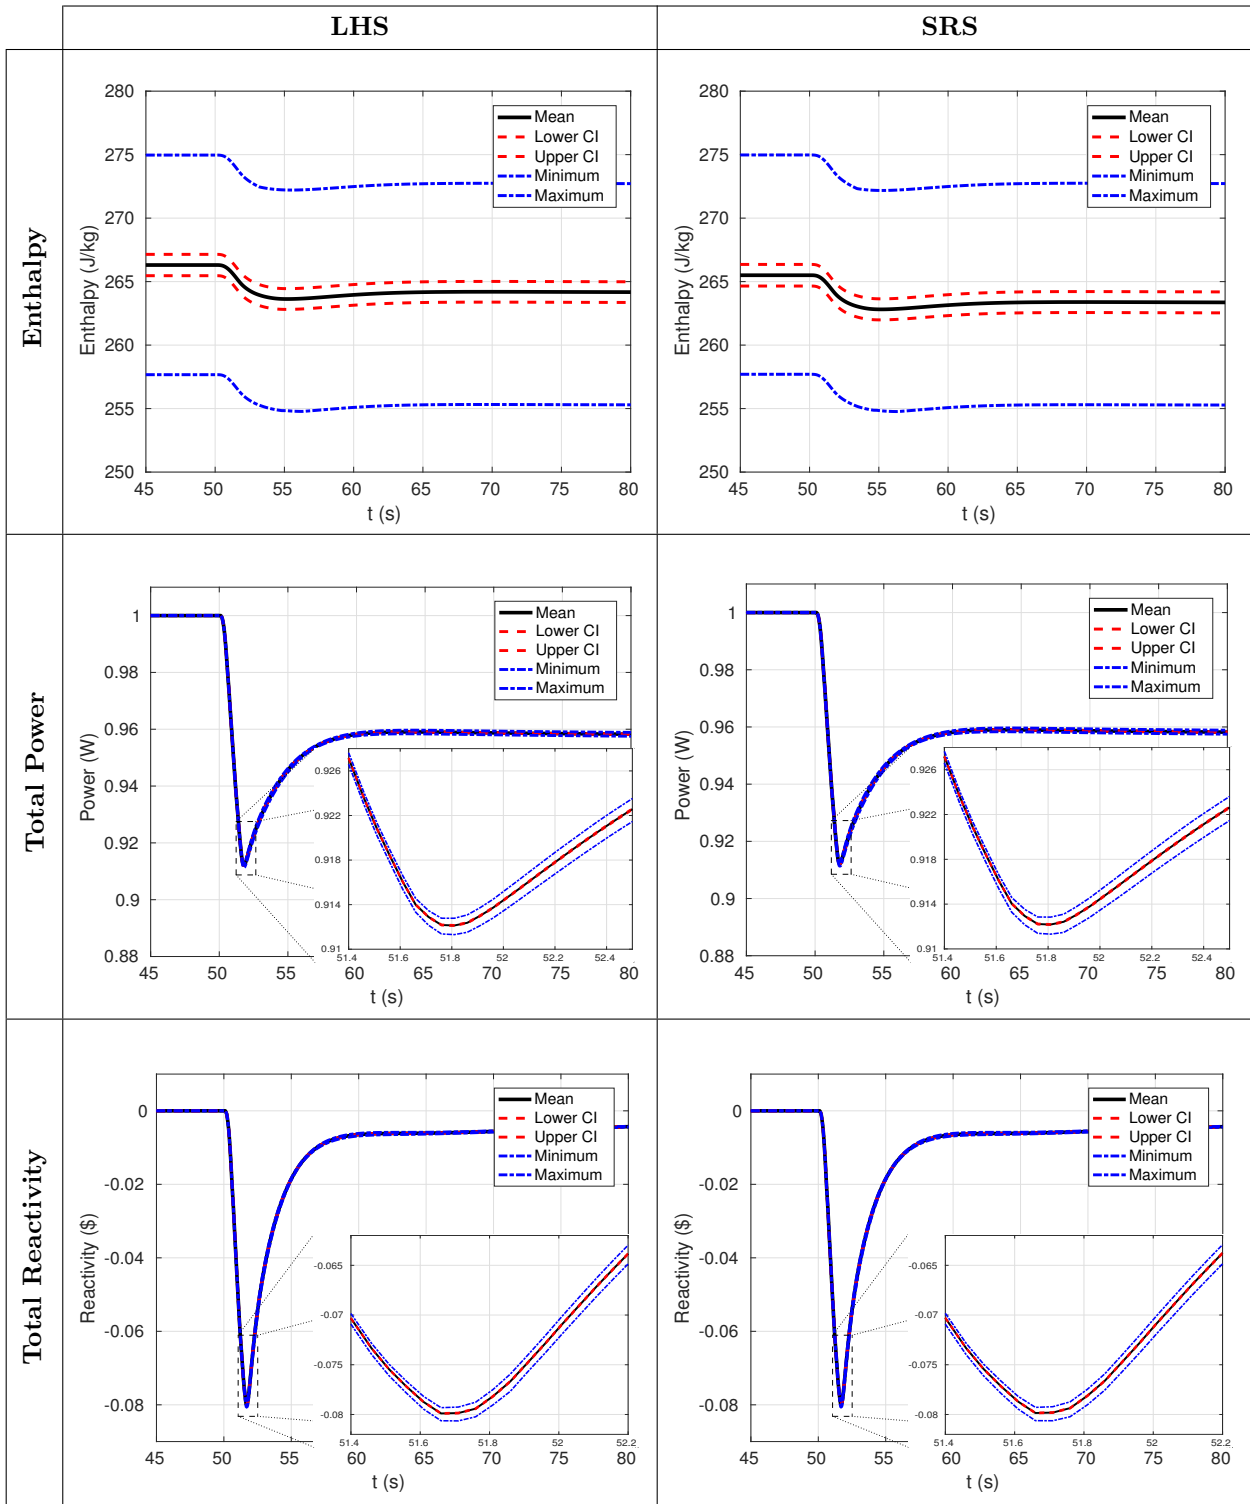 LHS
SRS
Enthalpy
280
275
270
265
260
255
250
45 50 55 60 65 70 75 80
Enthalpy (J/kg)
t (s)
Mean
Lower CI
Upper CI
Minimum
Maximum
280
275
270
265
260
255
250
45 50 55 60 65 70 75 80
Enthalpy (J/kg)
t (s)
Mean
Lower CI
Upper CI
Minimum
Maximum
Total Power
1
0.98
0.96
0.94
0.92
0.9
0.88
45 50 55 65 70 75 80
Power (W)
t (s)
Mean
Lower CI
Upper CI
Minimum
Maximum
0.926
0.922
0.918
0.914
0.91
51.4 51.6 51.8 52 52.2 52.4
1
0.98
0.96
0.94
0.92
0.9
0.88
45 50 55 60 65 70 75 80
Power (W)
t (s)
Mean
Lower CI
Upper CI
Minimum
Maximum
0.926
0.922
0.918
0.914
0.91
51.4 51.6 51.8 52 52.2 52.4
Total Reactivity
0
-0.02
-0.04
-0.06
-0.08
45 50 55 60 65 70 75 80
Reactivity ($)
t (s)
Mean
Lower CI
Upper CI
Minimum
Maximum
-0.065
-0.07
-0.075
-0.08
51.4 51.6 51.8 52 52.2
0
-0.02
-0.04
-0.06
-0.08
45 50 55 60 65 70 75 80
Reactivity ($)
t (s)
Mean
Lower CI
Upper CI
Minimum
Maximum
-0.065
-0.07
-0.075
-0.08
51.4 51.6 51.8 52 52.2